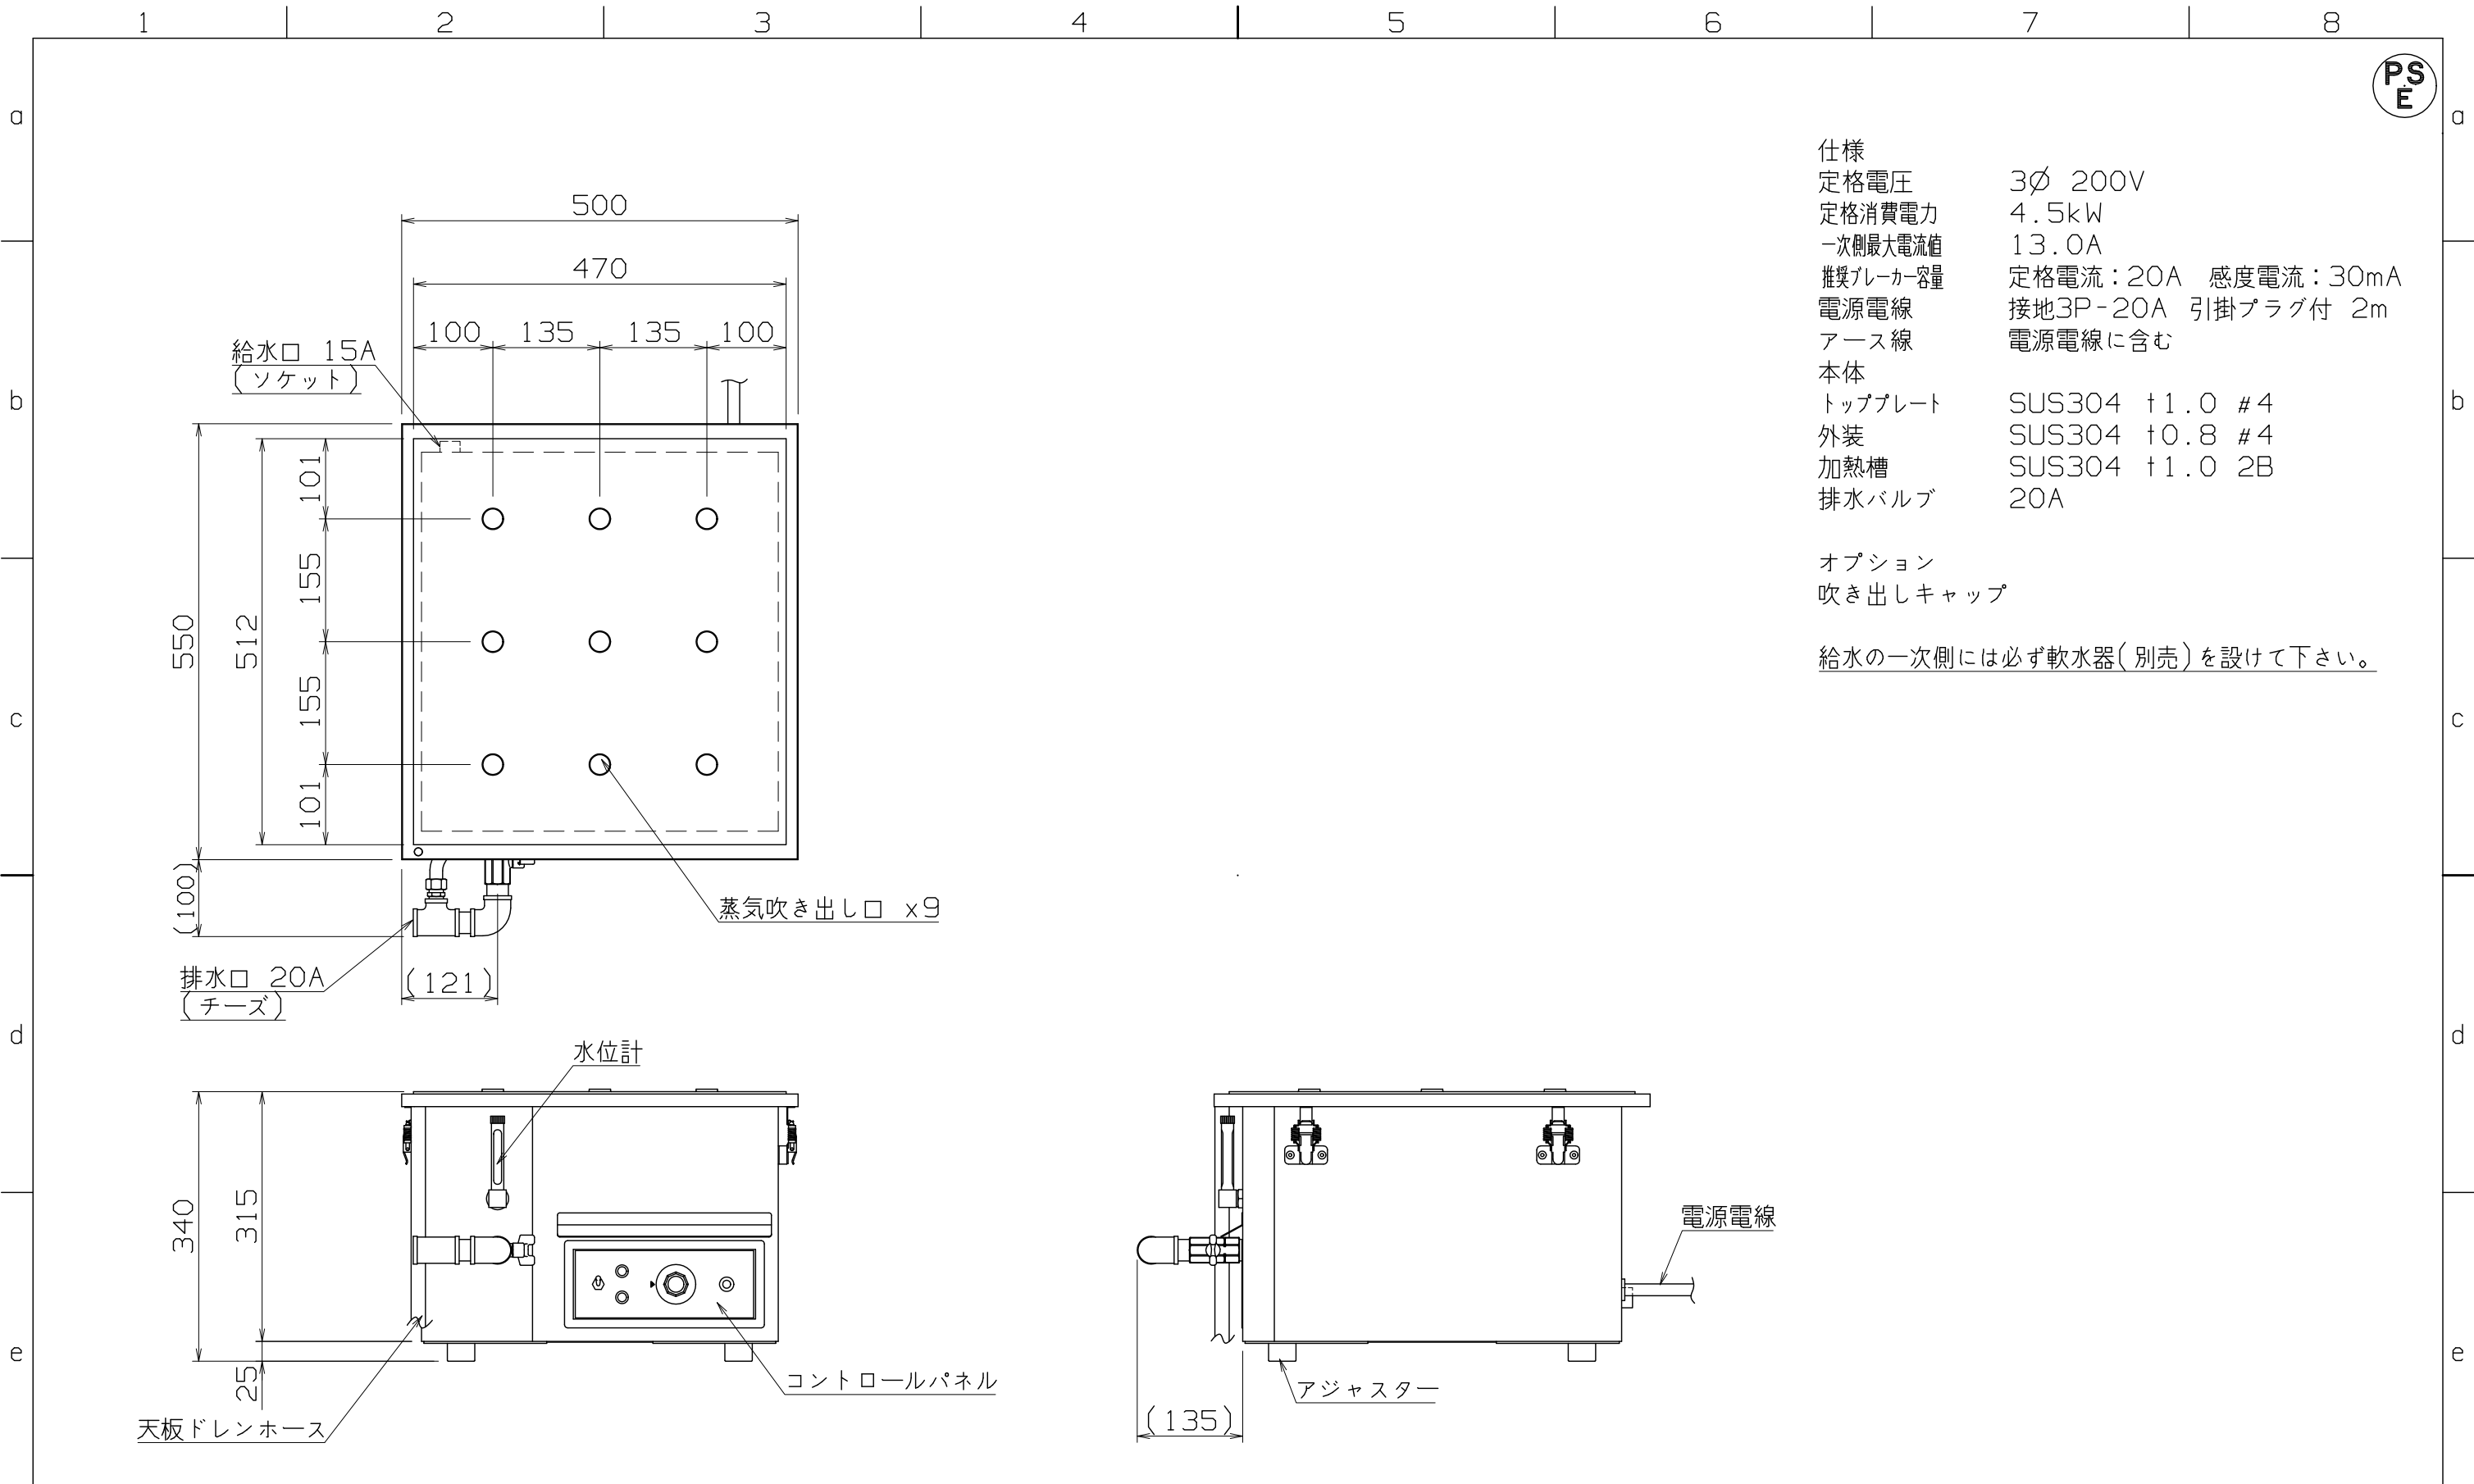 1 2 3 4 5 6 7 8
PS
E
a a
仕様
定格電圧 3∅ 200V
定格消費電力 4.5kW
一次側最大電流値 13.0A
推奨ブレーカー容量 定格電流：20A 感度電流：30mA
電源電線 接地3P-20A 引掛プラグ付 2m
アース線 電源電線に含む
本体
トッププレート SUS304 t1.0 #4
外装 SUS304 t0.8 #4
加熱槽 SUS304 t1.0 2B
排水バルブ 20A
オプション
吹き出しキャップ
給水の一次側には必ず軟水器(別売)を設けて下さい。
500
470
100 135 135 100
給水口 15A
(ソケット)
b b
101
155
550
512
155
101
c c
(100)
蒸気吹き出し口 x9
排水口 20A
(チーズ)
(121)
d d
水位計
340
315
25
電源電線
コントロールパネル
天板ドレンホース
アジャスター
(135)
e e